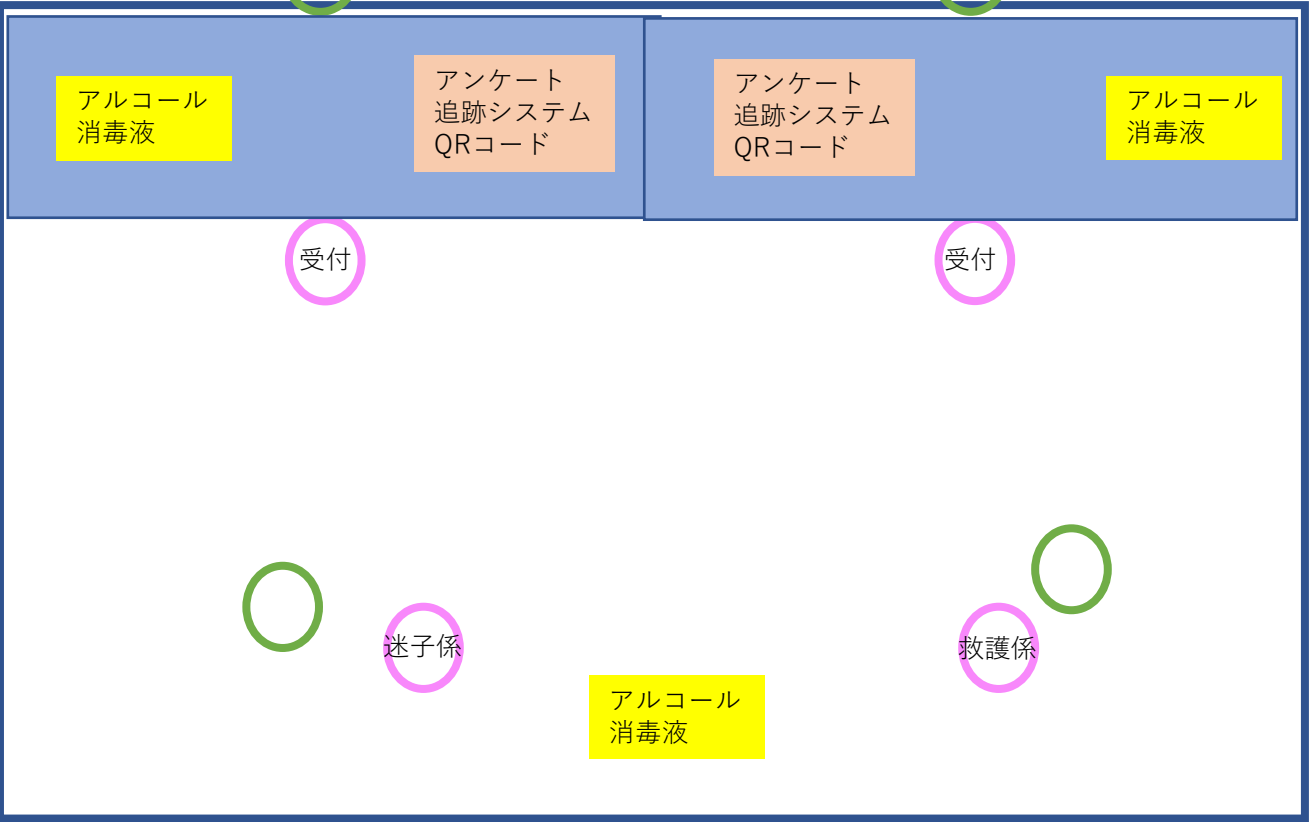 アルコール
消毒液
アンケート
追跡システム
QRコード
アンケート
追跡システム
QRコード
アルコール
消毒液
受付
受付
迷子係
救護係
アルコール
消毒液